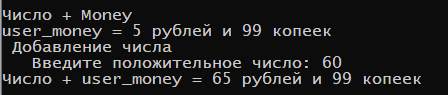 Число + Money
user_money = 5 рублей и 99 копеек
Добавление числа
Введите положительное число: 60
Число + user_money = 65 рублей и 99 копеек